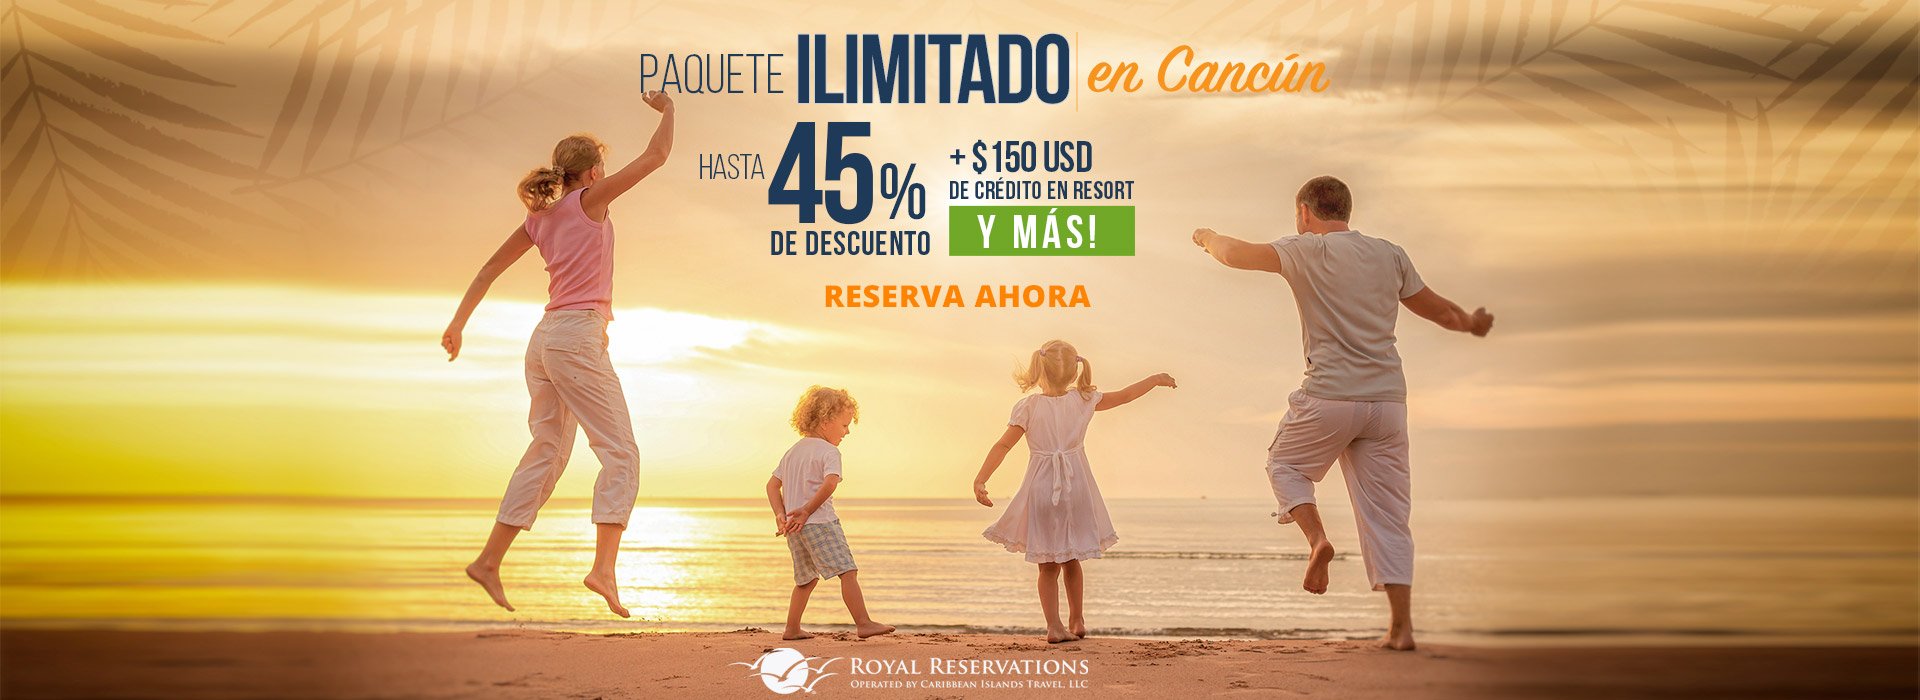 PAQUETE ILIMITADO en Cancún
HASTA 45%
DE DESCUENTO
+ $150 USD
DE CRÉDITO EN RESORT
Y MÁS!
RESERVA AHORA
ROYAL RESERVATIONS
OPERATED BY CARIBBEAN ISLANDS TRAVEL, LLC